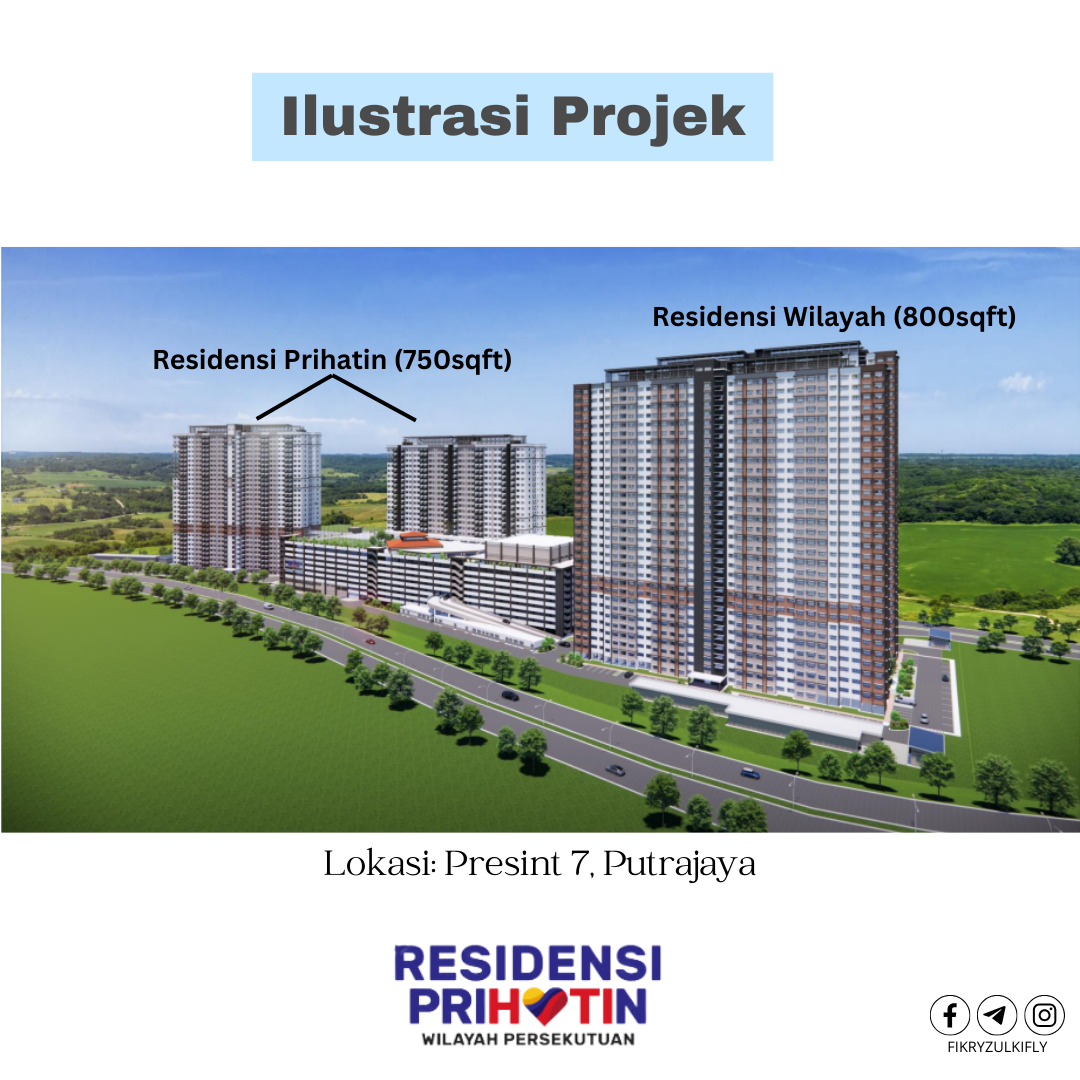 Ilustrasi Projek
Residensi Wilayah (800sqft)
Residensi Prihatin (750sqft)
Lokasi: Presint 7, Putrajaya
RESIDENSI
PRIHATIN
WILAYAH PERSEKUTUAN
FIKRYZULKIFLY